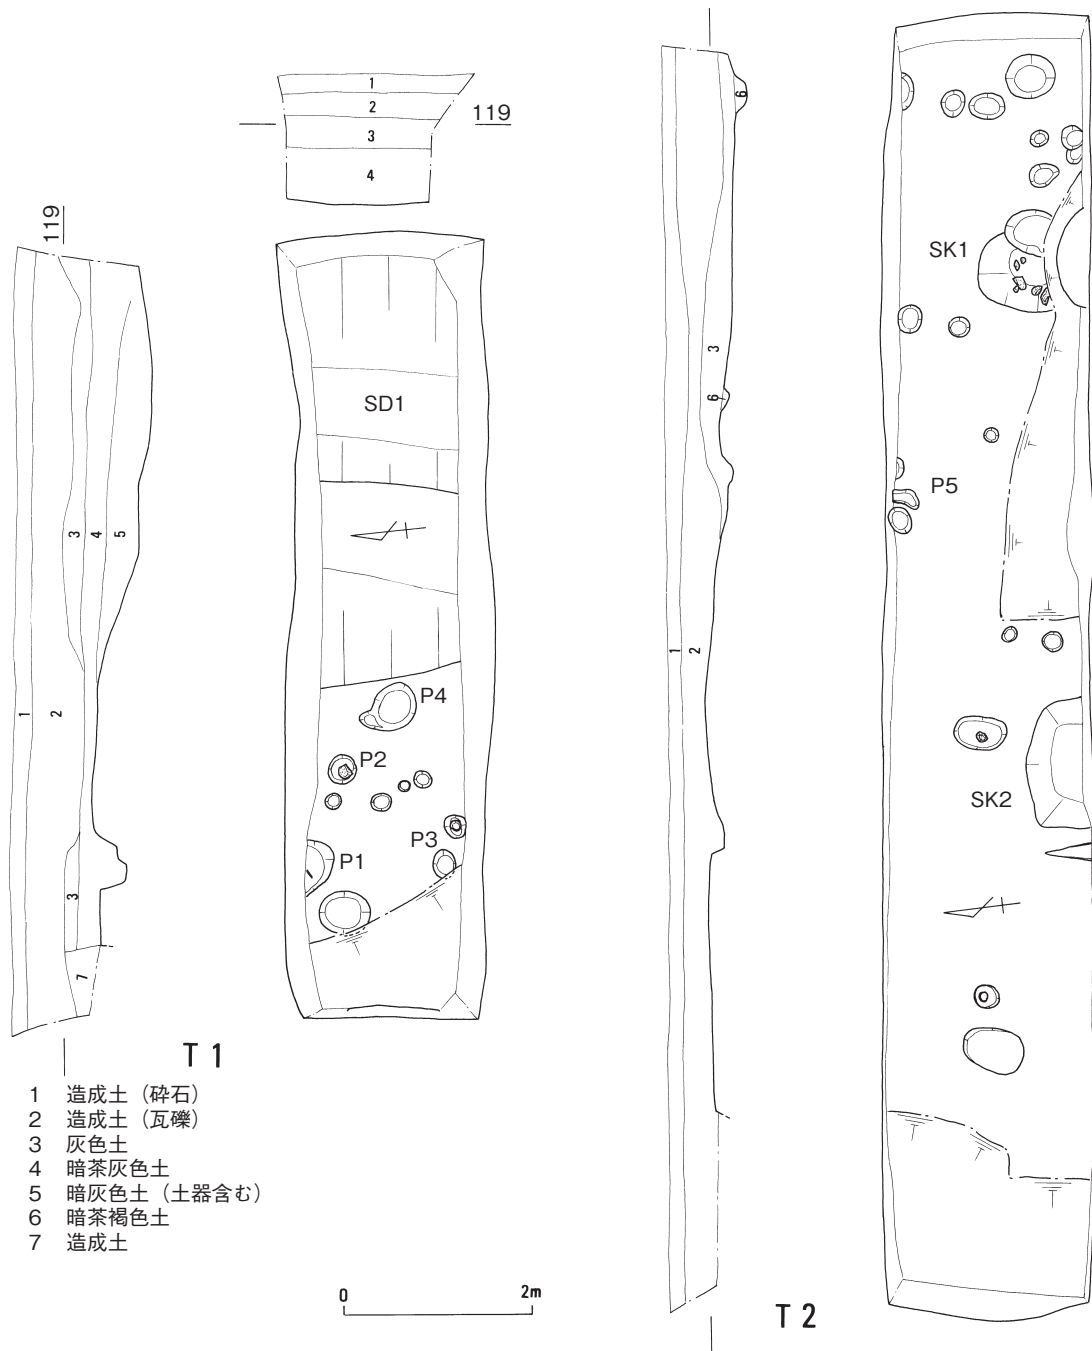 1
2
119
3
4
119
SD1
3
4
5
1
2
P4
P2
P3
P1
3
7
T 1
1 造成土（砕石）
2 造成土（瓦礫）
3 灰色土
4 暗茶灰色土
5 暗灰色土（土器含む）
6 暗茶褐色土
7 造成土
0 2m
6
SK1
3
6
P5
1
2
SK2
T 2